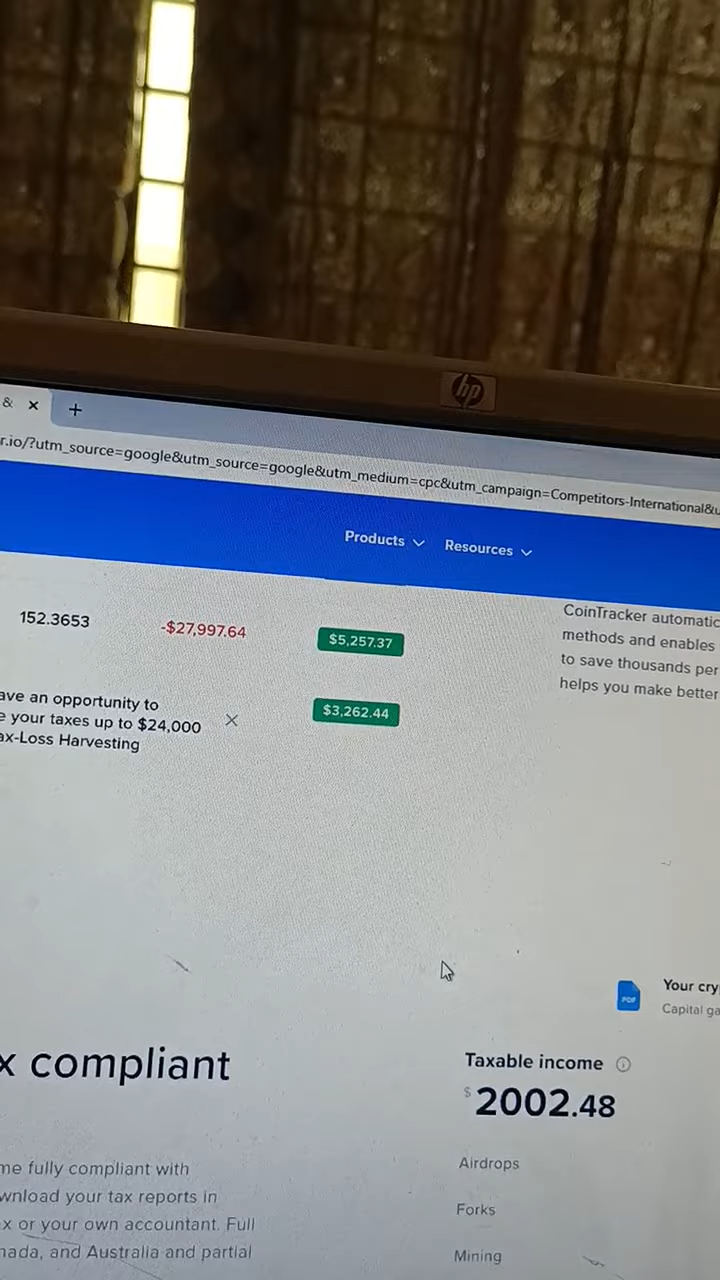 hp
&
r.io/?utm_source=google&utm_source=google&utm_medium=cpc&utm_campaign=Competitors-International&u
Products
Resources
152.3653
-$27,997.64
$5,257.37
CoinTracker automatic
methods and enables
to save thousands per
helps you make better
ave an opportunity to
e your taxes up to $24,000
ax-Loss Harvesting
$3,262.44
PDF
Your cry
Capital ga
x compliant
Taxable income
$2002.48
me fully compliant with
wnload your tax reports in
x or your own accountant. Full
nada, and Australia and partial
Airdrops
Forks
Mining